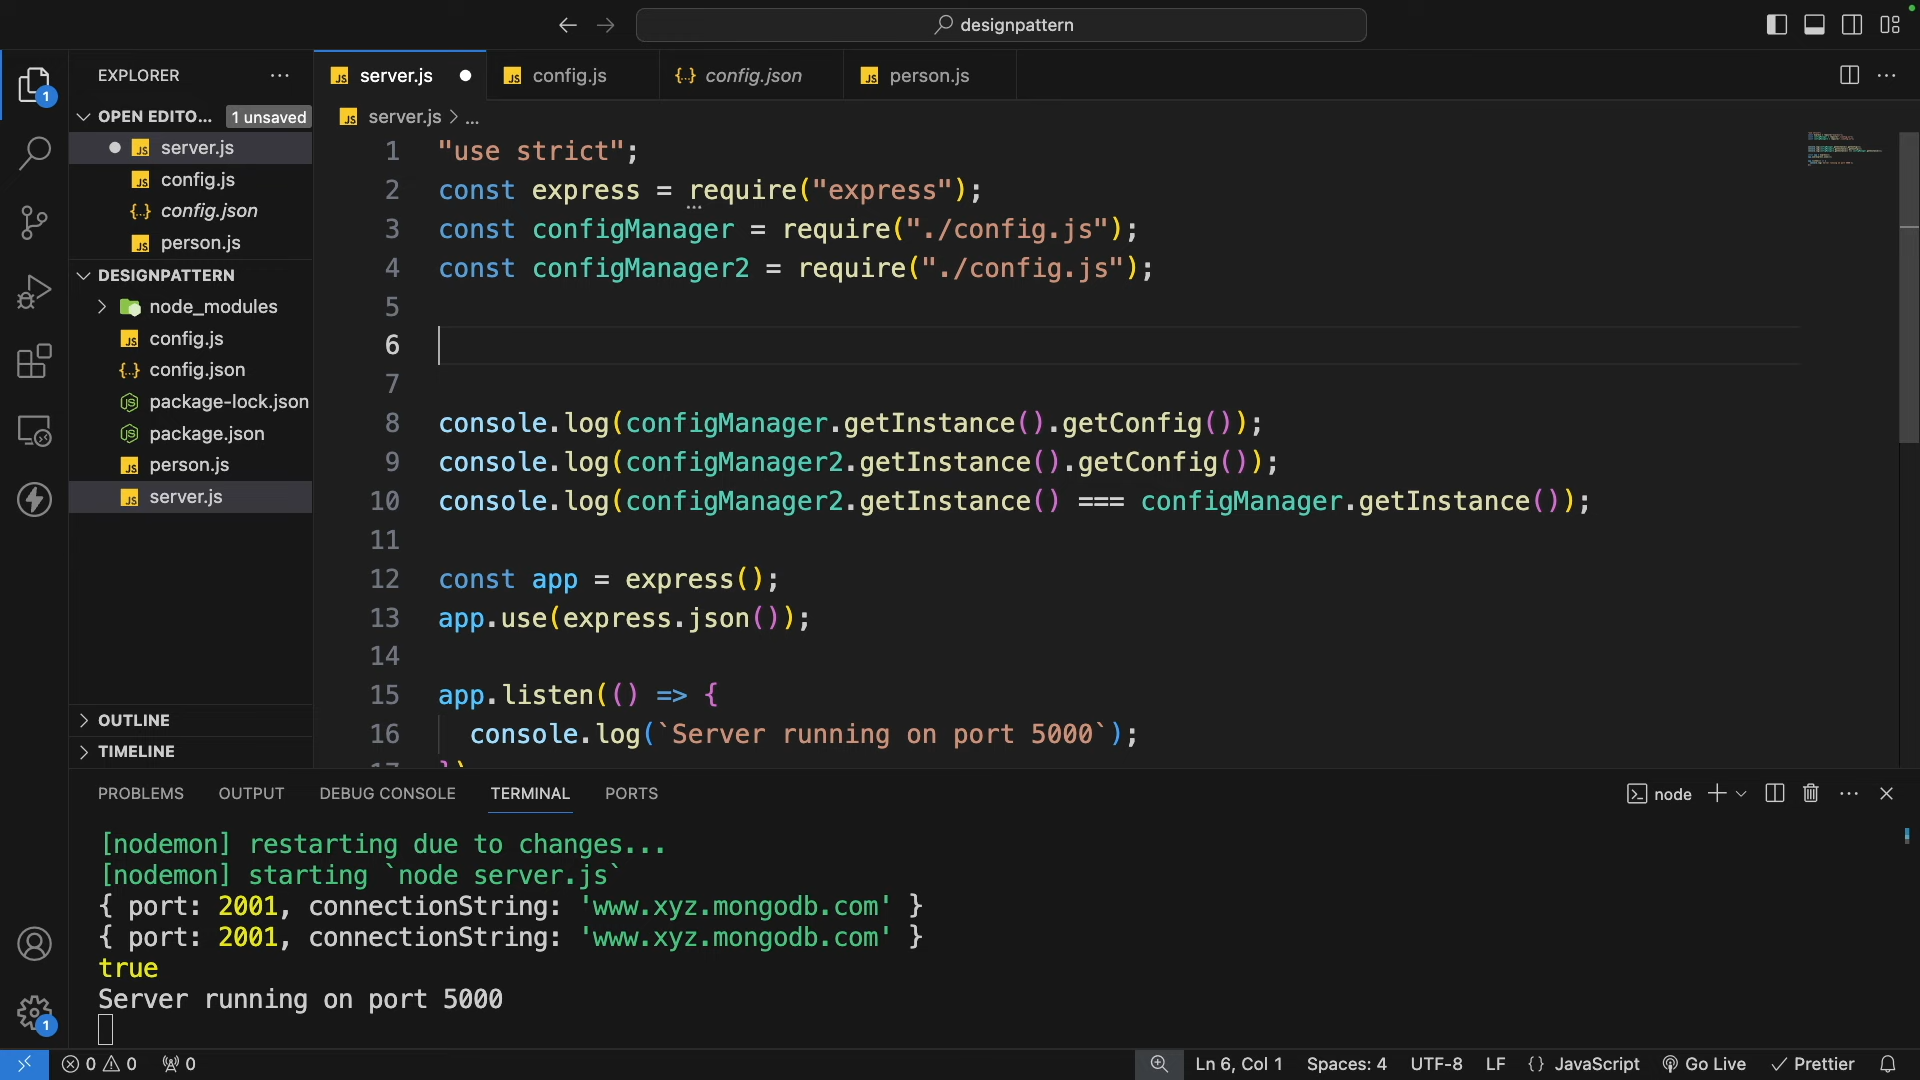 designpattern
EXPLORER
OPEN EDITO... 1 unsaved
server.js
config.js
config.json
person.js
DESIGNPATTERN
node_modules
config.js
config.json
package-lock.json
package.json
person.js
server.js
OUTLINE
TIMELINE
server.js config.js config.json person.js
server.js > ...
1 "use strict";
2 const express = require("express");
3 const configManager = require("./config.js");
4 const configManager2 = require("./config.js");
5
6
7
8 console.log(configManager.getInstance().getConfig());
9 console.log(configManager2.getInstance().getConfig());
10 console.log(configManager2.getInstance() === configManager.getInstance());
11
12 const app = express();
13 app.use(express.json());
14
15 app.listen(() => {
16 console.log(`Server running on port 5000`);
PROBLEMS OUTPUT DEBUG CONSOLE TERMINAL PORTS node
[nodemon] restarting due to changes...
[nodemon] starting `node server.js`
{ port: 2001, connectionString: 'www.xyz.mongodb.com' }
{ port: 2001, connectionString: 'www.xyz.mongodb.com' }
true
Server running on port 5000
1
1
0 0 0 Ln 6, Col 1 Spaces: 4 UTF-8 LF {} JavaScript Go Live Prettier